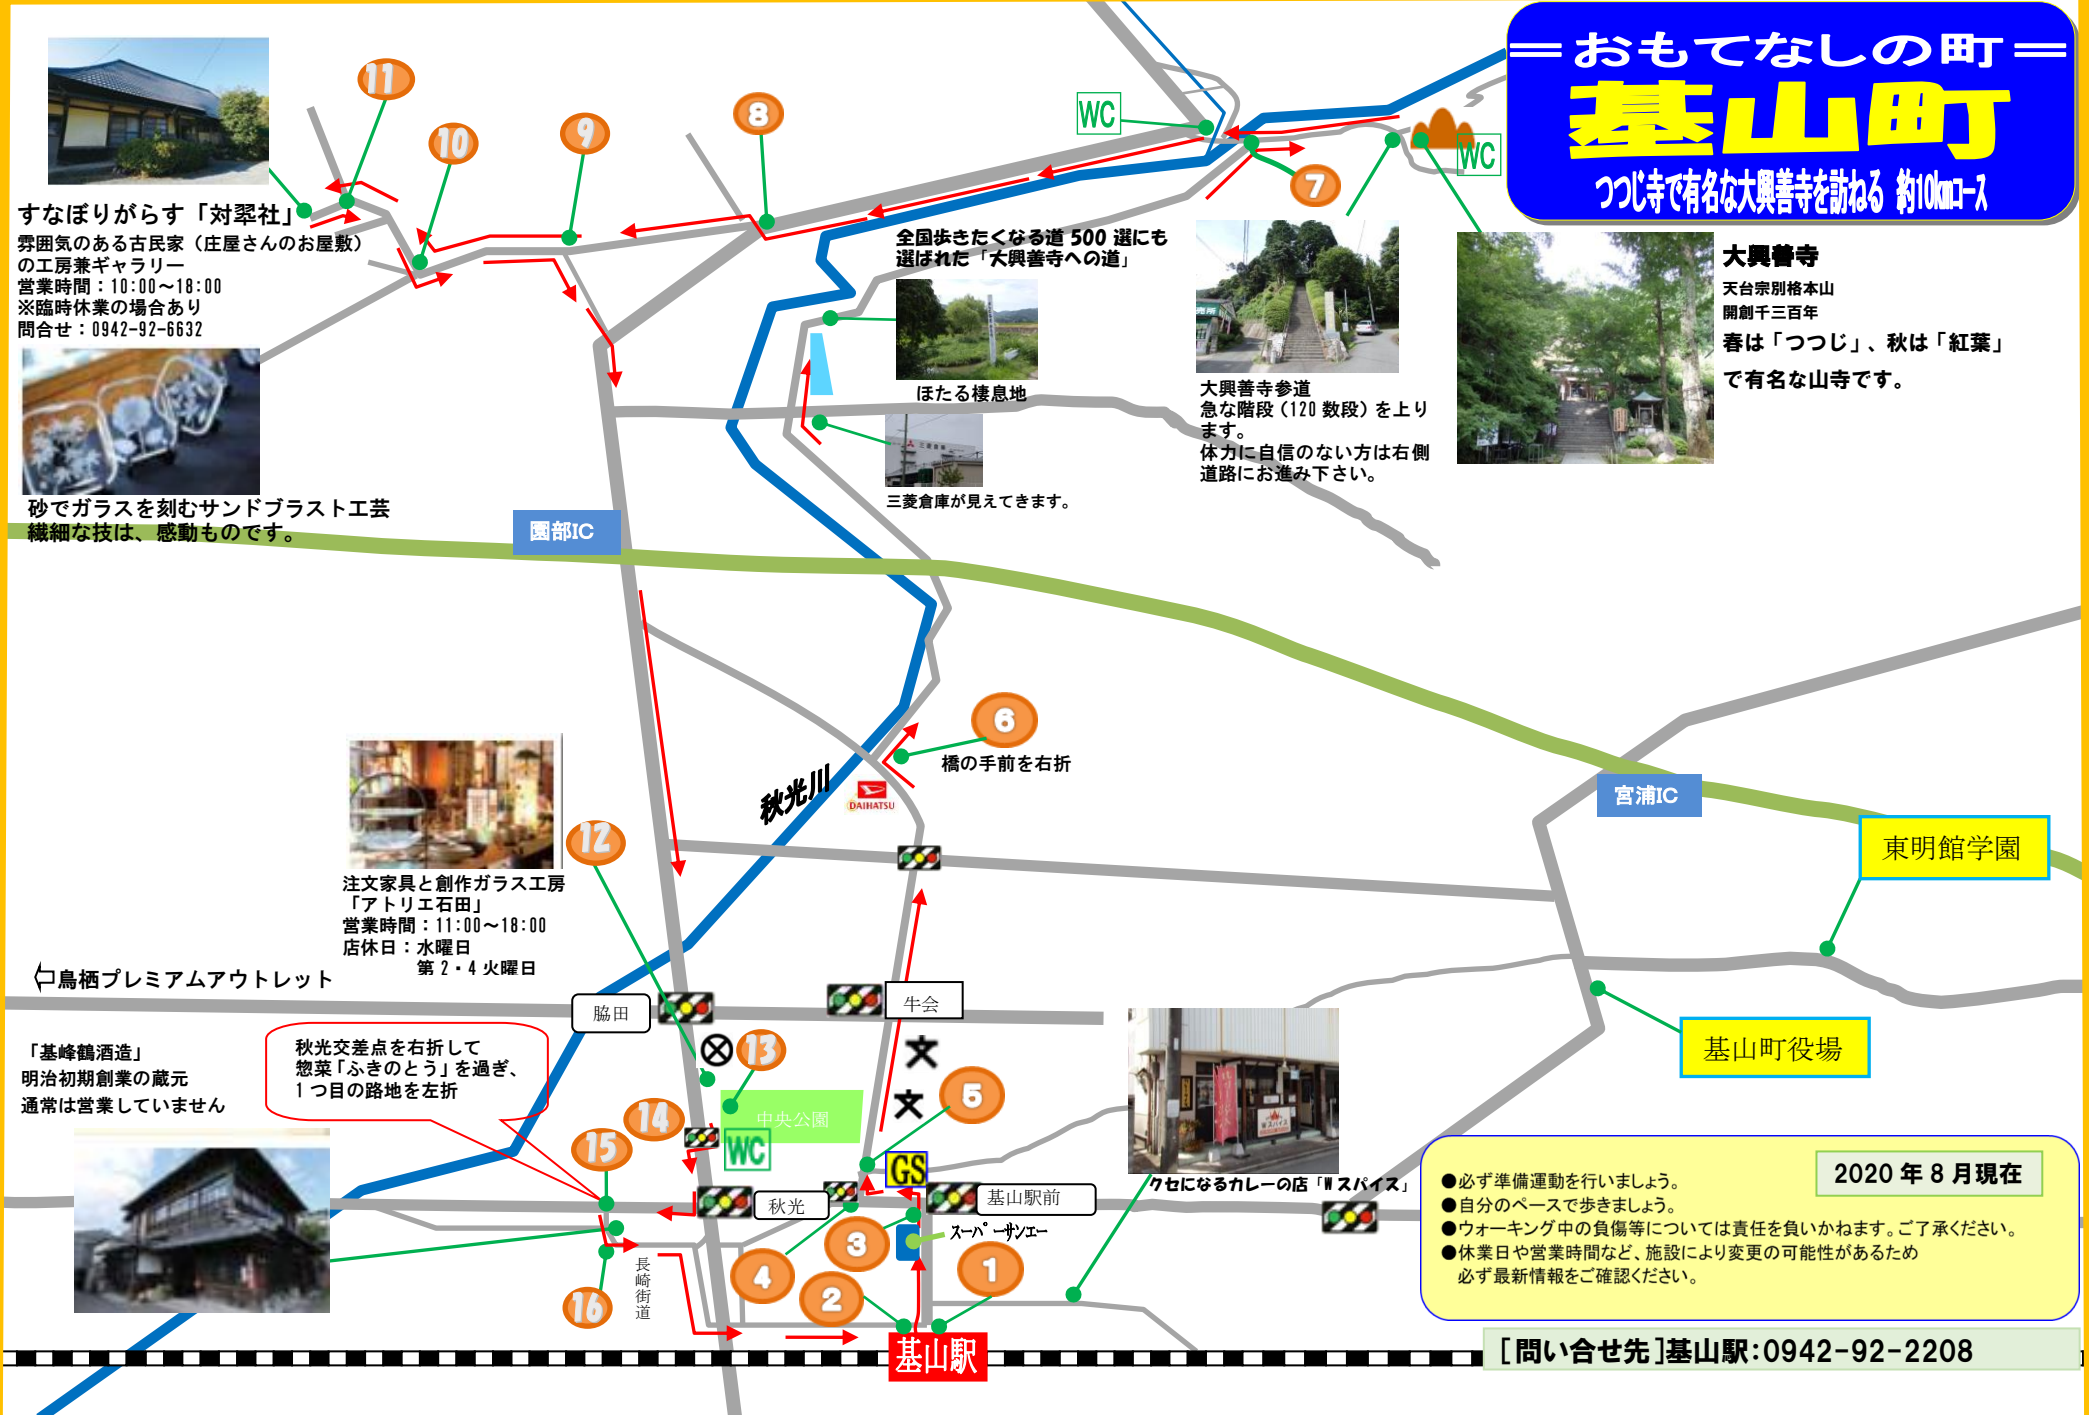 ＝おもてなしの町＝
基山町
つつじ寺で有名な大興善寺を訪ねる 約10㎞コース
11
10
9
8
WC
7
WC
すなぼりがらす「対翠社」
雰囲気のある古民家（庄屋さんのお屋敷）
の工房兼ギャラリー
営業時間：10:00～18:00
※臨時休業の場合あり
問合せ：0942-92-6632
砂でガラスを刻むサンドブラスト工芸
繊細な技は、感動ものです。
全国歩きたくなる道 500 選にも
選ばれた「大興善寺への道」
ほたる棲息地
三菱倉庫が見えてきます。
大興善寺参道
急な階段（120 数段）を上り
ます。
体力に自信のない方は右側
道路にお進み下さい。
大興善寺
天台宗別格本山
開創千三百年
春は「つつじ」、秋は「紅葉」
で有名な山寺です。
園部IC
6
橋の手前を右折
秋光川
DAIHATSU
宮浦IC
東明館学園
12
注文家具と創作ガラス工房
「アトリエ石田」
営業時間：11:00～18:00
店休日：水曜日
第 2・4 火曜日
鳥栖プレミアムアウトレット
脇田
牛会
基山町役場
「基峰鶴酒造」
明治初期創業の蔵元
通常は営業していません
秋光交差点を右折して
惣菜「ふきのとう」を過ぎ、
1 つ目の路地を左折
13
文
文
5
中央公園
14
15
WC
GS
秋光
基山駅前
スーパーサンエー
Wスパイス
クセになるカレーの店「Wスパイス」
3
4
2
1
16
長崎街道
基山駅
2020 年 8 月現在
●必ず準備運動を行いましょう。
●自分のペースで歩きましょう。
●ウォーキング中の負傷等については責任を負いかねます。ご了承ください。
●休業日や営業時間など、施設により変更の可能性があるため
必ず最新情報をご確認ください。
［問い合せ先］基山駅：0942-92-2208